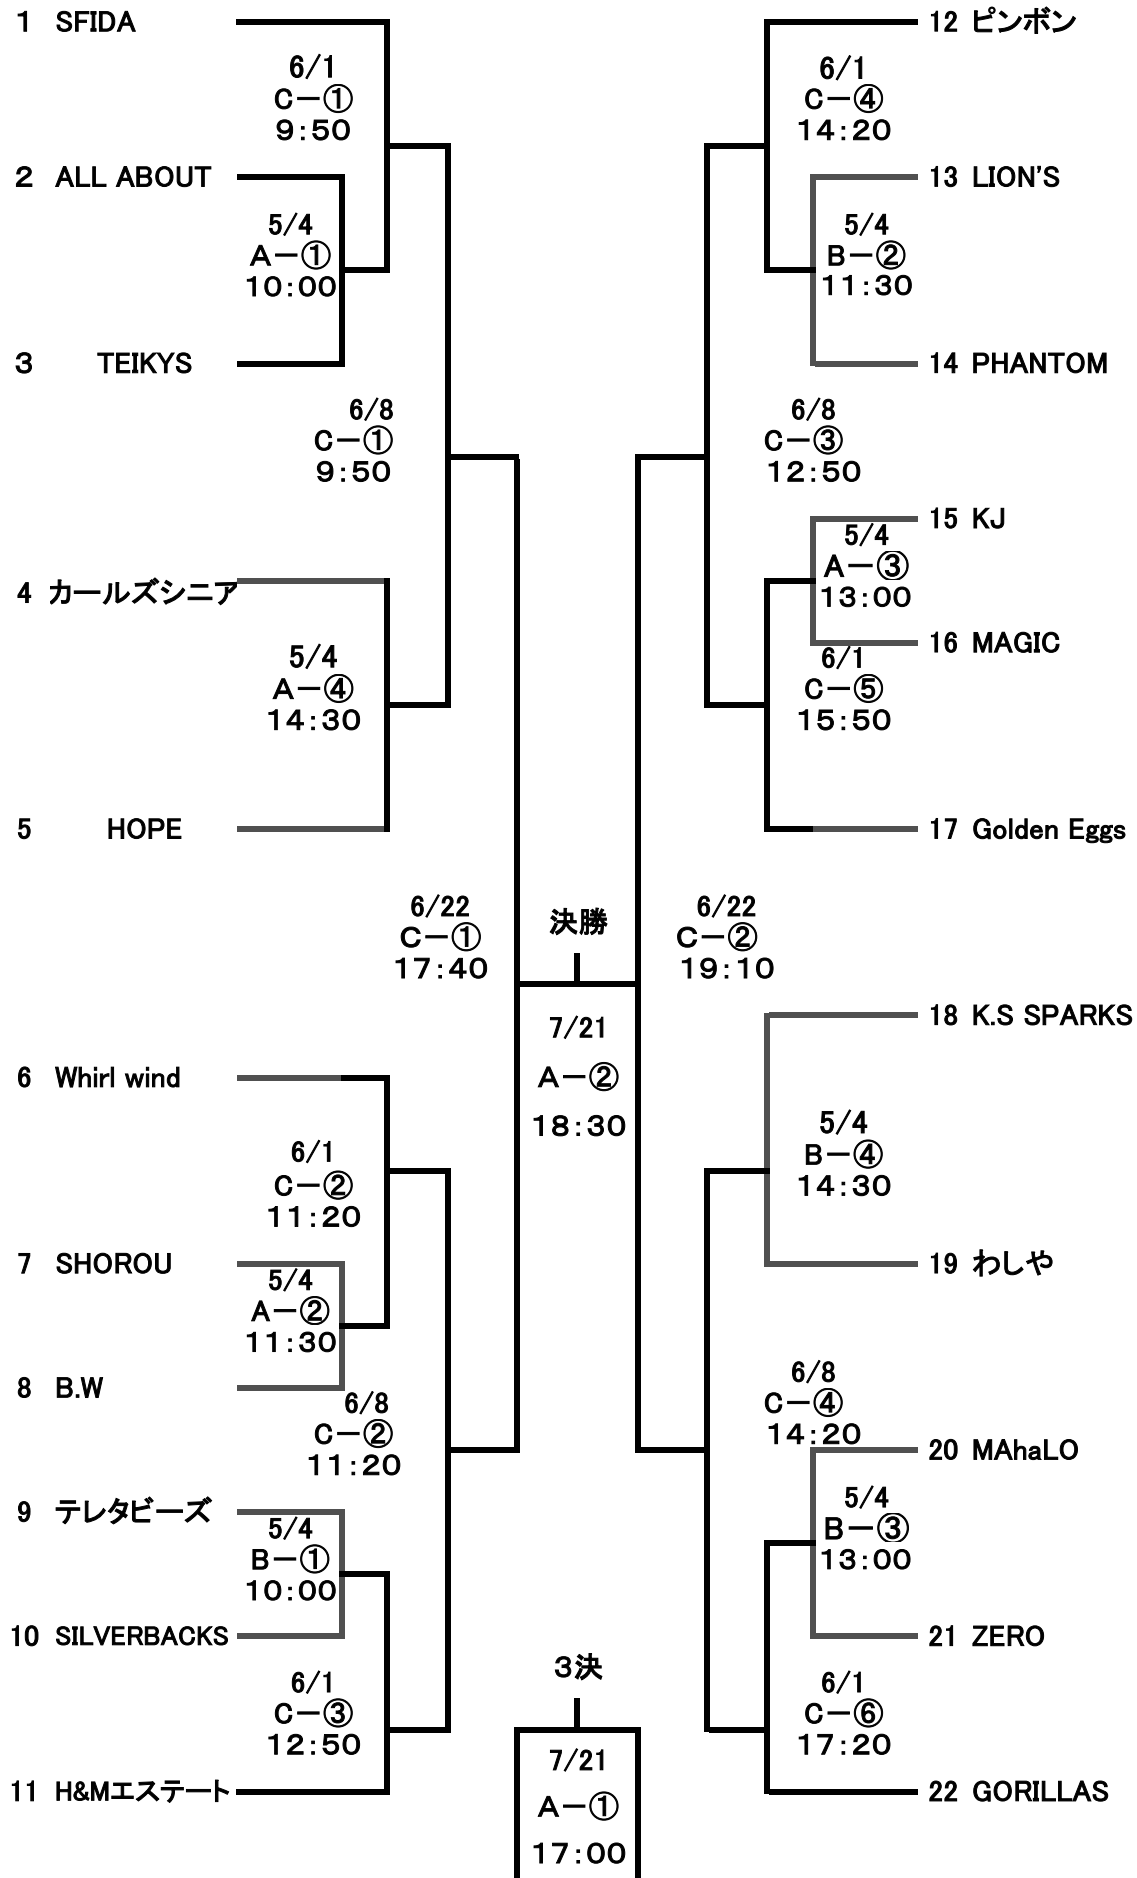 1 SFIDA
6/1
C-①
9:50
2 ALL ABOUT
5/4
A-①
10:00
3 TEIKYS
6/8
C-①
9:50
4 カールズシニア
5/4
A-④
14:30
5 HOPE
6/22
C-①
17:40
6 Whirl wind
6/1
C-②
11:20
7 SHOROU
5/4
A-②
11:30
8 B.W
6/8
C-②
11:20
9 テレタビーズ
5/4
B-①
10:00
10 SILVERBACKS
6/1
C-③
12:50
11 H&Mエステート
決勝
7/21
A-②
18:30
3決
7/21
A-①
17:00
12 ピンボン
6/1
C-④
14:20
13 LION'S
5/4
B-②
11:30
14 PHANTOM
6/8
C-③
12:50
15 KJ
5/4
A-③
13:00
16 MAGIC
6/1
C-⑤
15:50
17 Golden Eggs
6/22
C-②
19:10
18 K.S SPARKS
5/4
B-④
14:30
19 わしや
6/8
C-④
14:20
20 MAhaLO
5/4
B-③
13:00
21 ZERO
6/1
C-⑥
17:20
22 GORILLAS